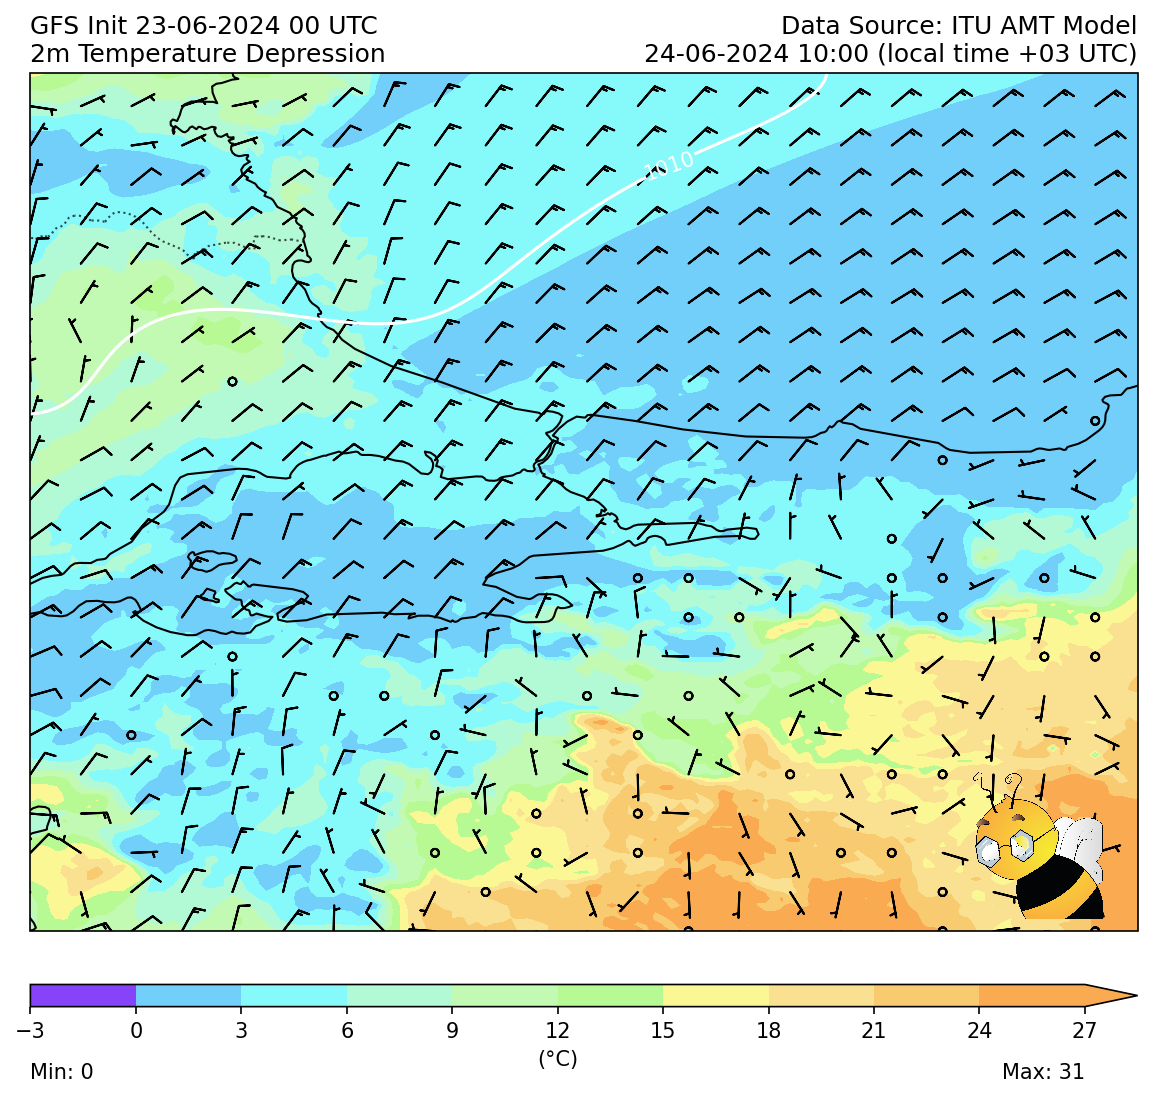 GFS Init 23-06-2024 00 UTC
Data Source: ITU AMT Model
2m Temperature Depression
24-06-2024 10:00 (local time +03 UTC)
1010
−3 0 3 6 9 12 15 18 21 24 27
(°C)
Min: 0
Max: 31